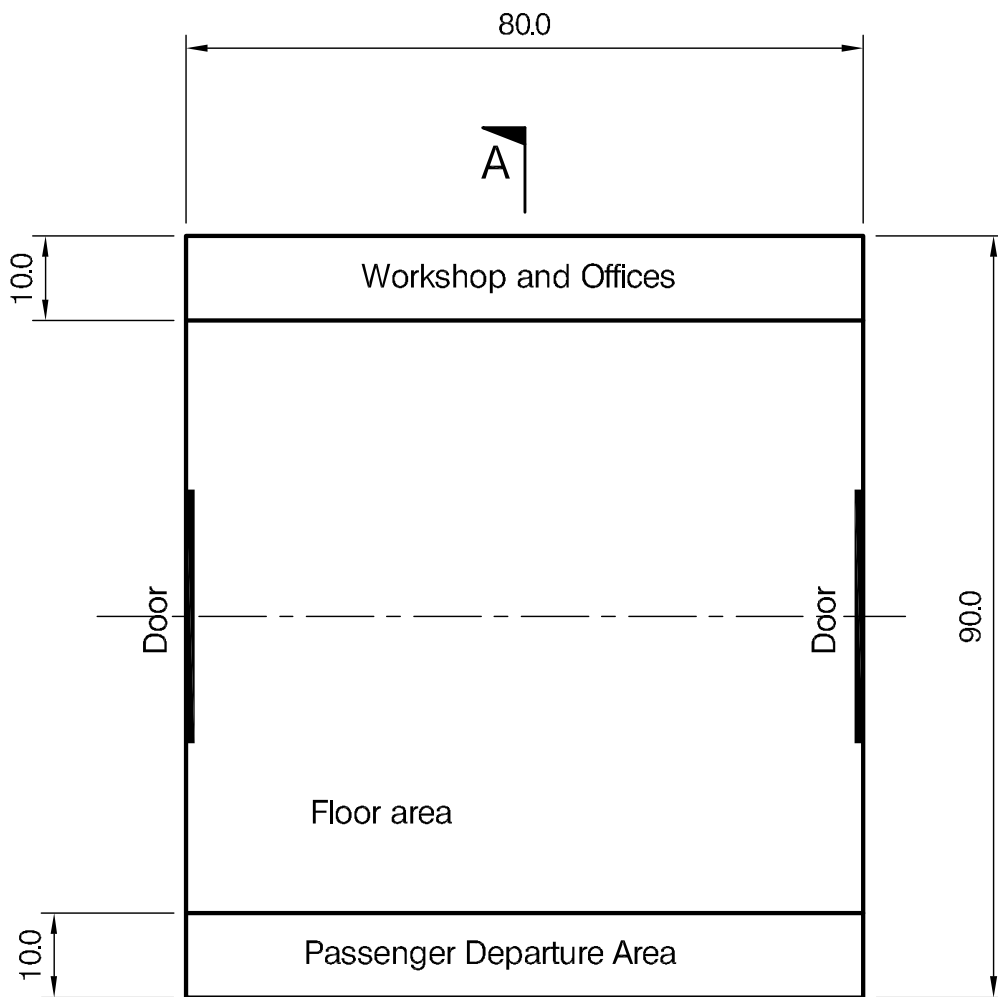 80.0
A
10.0
Workshop and Offices
Door
Door
90.0
Floor area
10.0
Passenger Departure Area